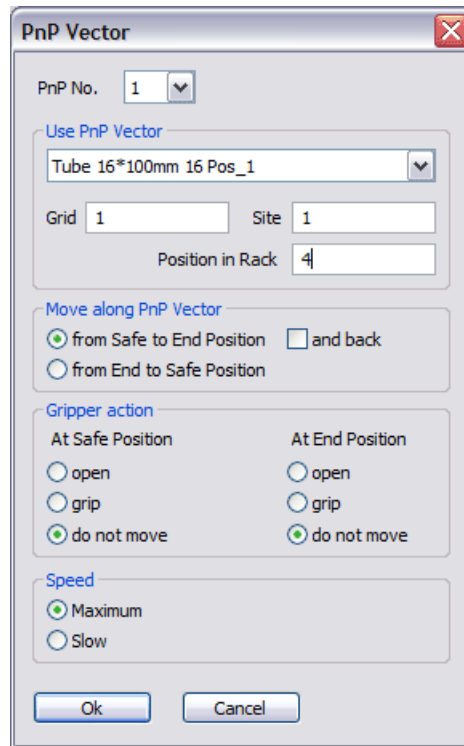 PnP Vector
PnP No. 1
Use PnP Vector
Tube 16*100mm 16 Pos_1
Grid 1 Site 1
Position in Rack 4
Move along PnP Vector
from Safe to End Position and back
from End to Safe Position
Gripper action
At Safe Position At End Position
open open
grip grip
do not move do not move
Speed
Maximum
Slow
Ok Cancel